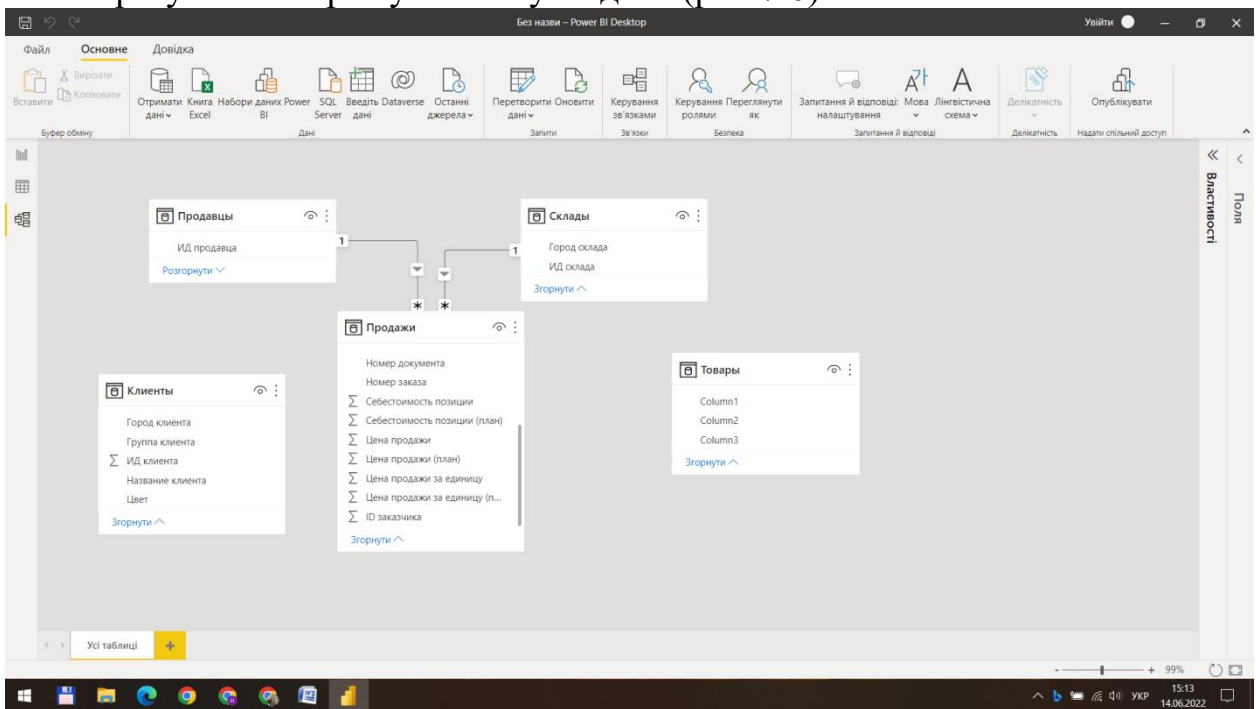 Без назви – Power BI Desktop
Увійти
Файл Основне Довідка
Вставити
Вирізати
Копіювати
Буфер обміну
Отримати дані
Книга Excel
Набори даних Power BI
SQL Server
Введіть дані
Dataverse
Останні джерела
Дані
Перетворити дані
Оновити
Запити
Керування зв'язками
Зв'язки
Керування ролями
Переглянути як
Безпека
Запитання й відповіді: налаштування
Мова
Лінгвістична схема
Запитання й відповіді
Делікатність
Делікатність
Опублікувати
Надати спільний доступ
Властивості
Поля
Продавцы
ИД продавца
Розгорнути
1
*
Склады
Город склада
ИД склада
Згорнути
1
*
Продажи
Номер документа
Номер заказа
Себестоимость позиции
Себестоимость позиции (план)
Цена продажи
Цена продажи (план)
Цена продажи за единицу
Цена продажи за единицу (п...
ID заказчика
Згорнути
Клиенты
Город клиента
Группа клиента
ИД клиента
Название клиента
Цвет
Згорнути
Товары
Column1
Column2
Column3
Згорнути
Усі таблиці
99%
УКР
15:13
14.06.2022